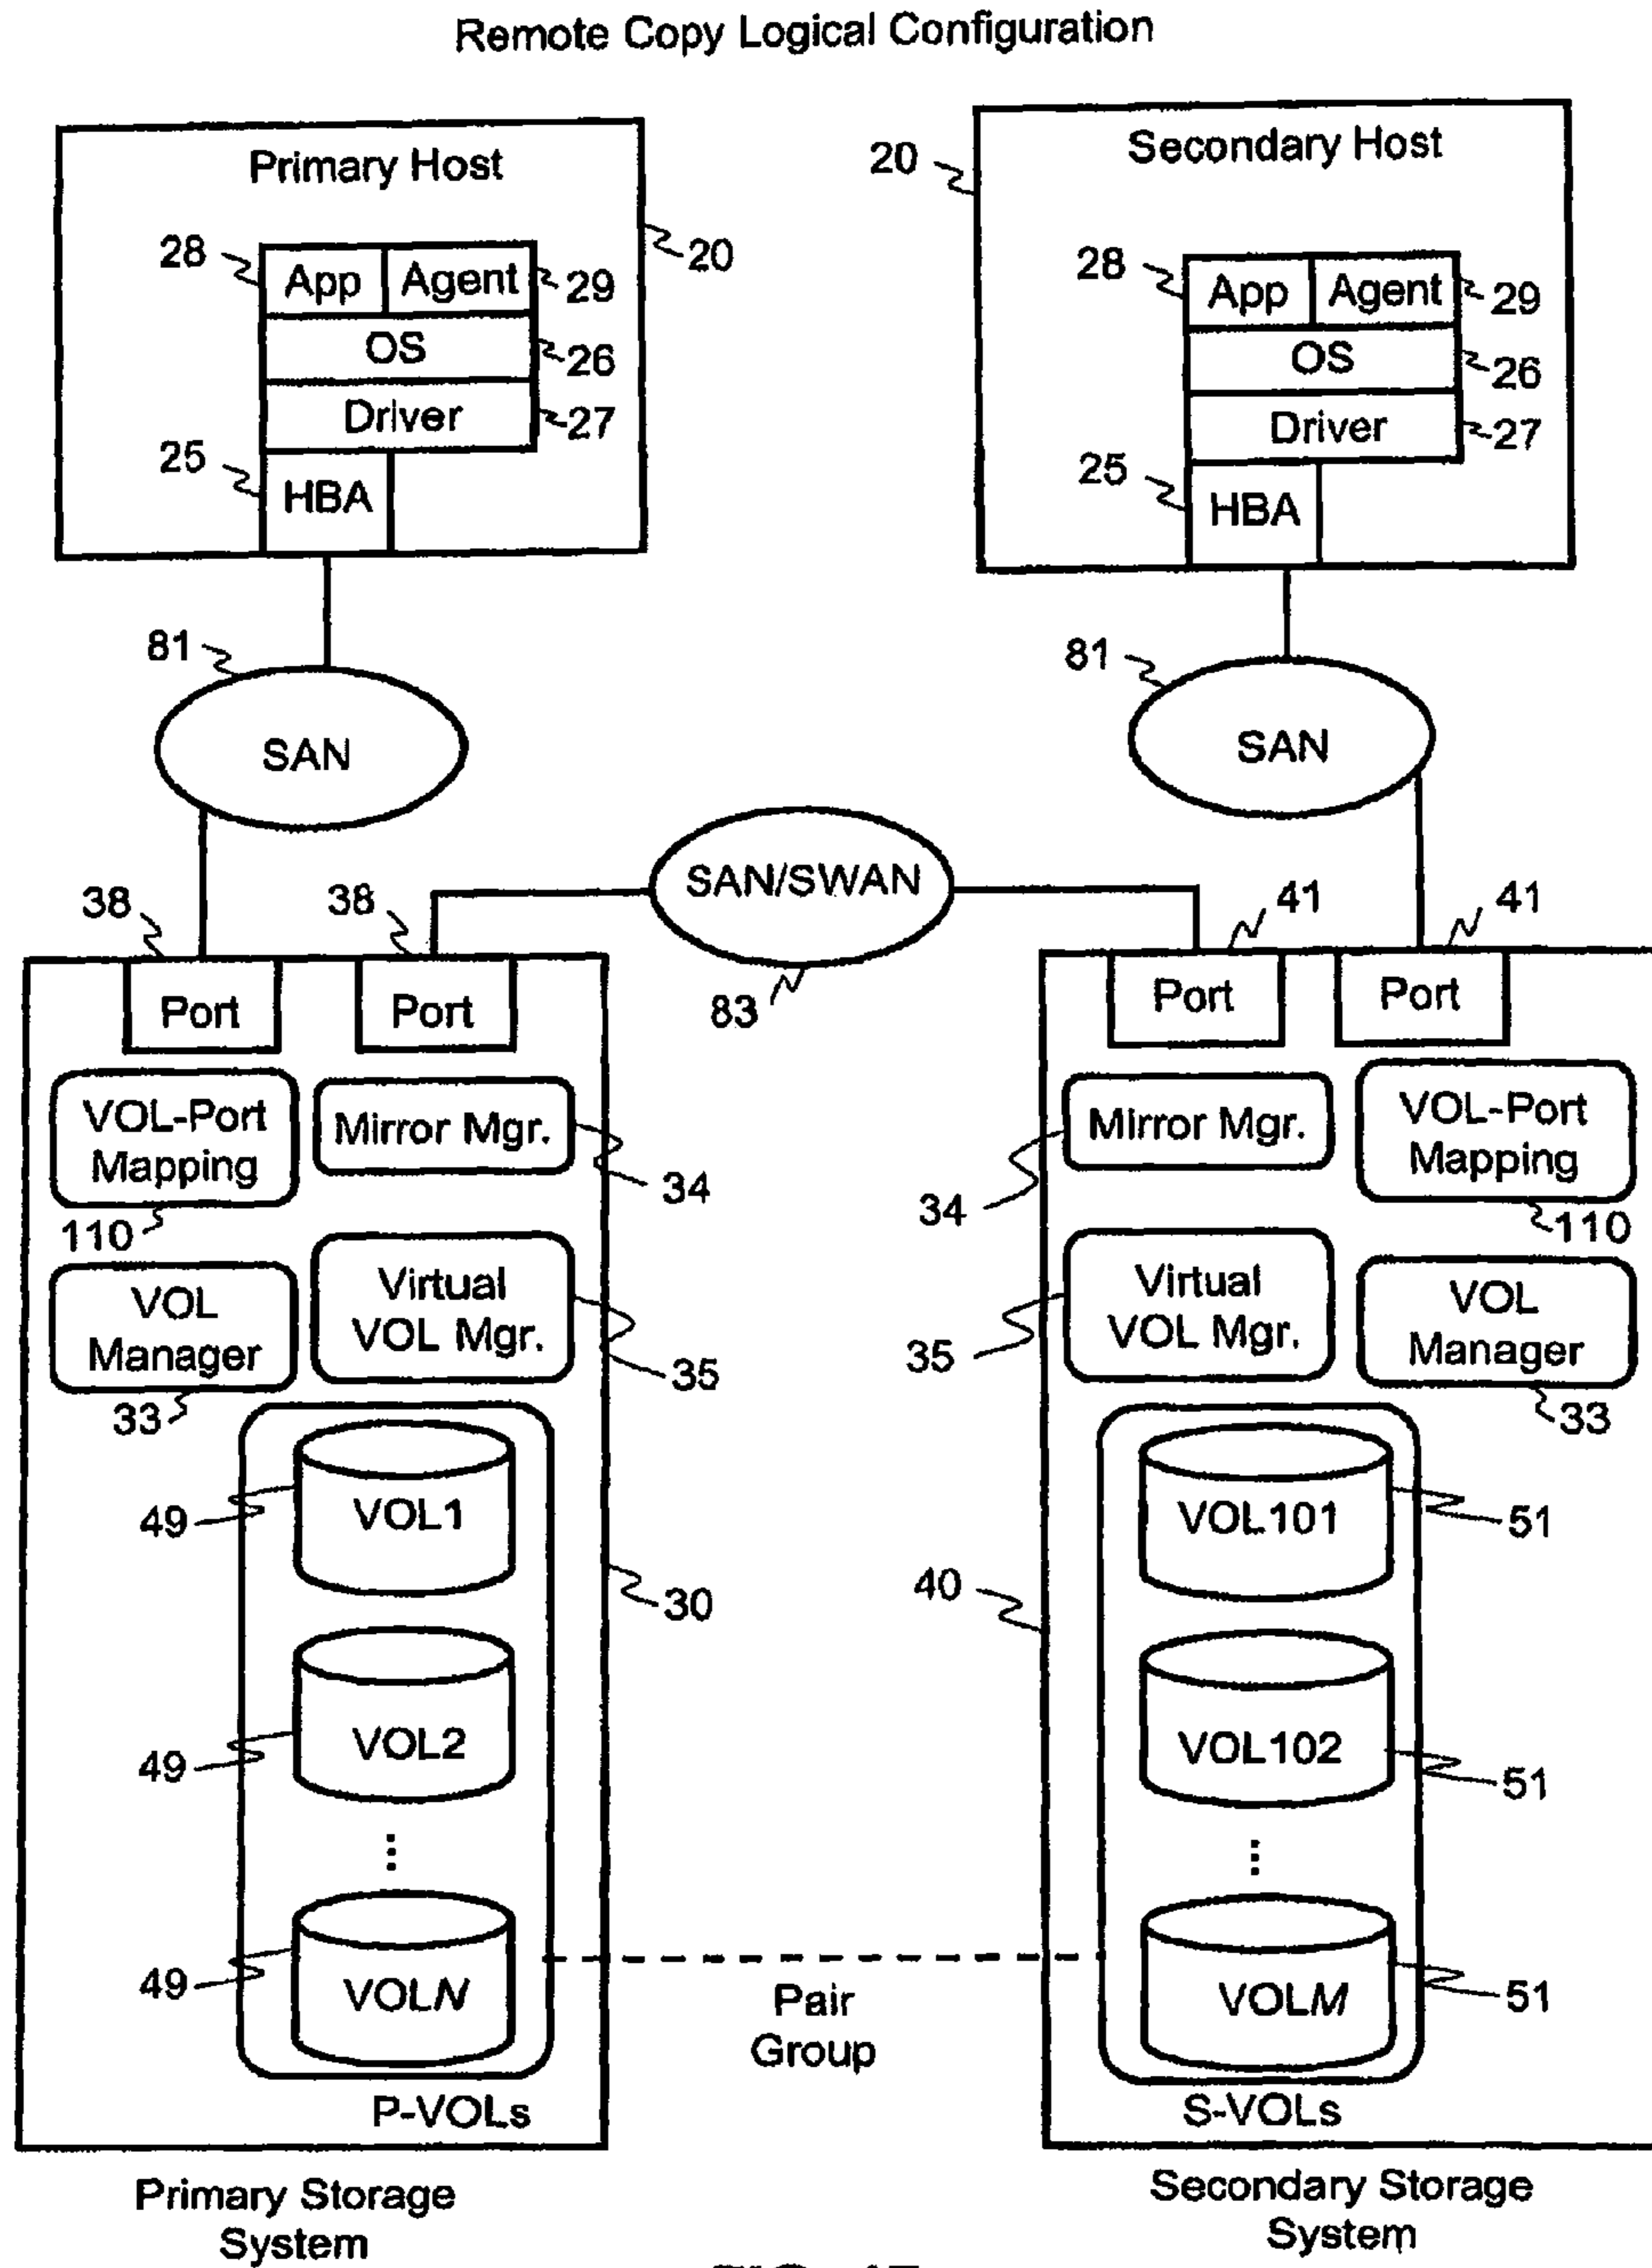 Remote Copy Logical Configuration
Primary Host
20
28
App
Agent
29
OS
26
Driver
27
25
HBA
Secondary Host
20
28
App
Agent
29
OS
26
Driver
27
25
HBA
81
SAN
81
SAN
SAN/SWAN
83
38
38
Port
Port
VOL-Port
Mapping
110
Mirror Mgr.
34
VOL
Manager
33
Virtual
VOL Mgr.
35
49
VOL1
30
49
VOL2
...
49
VOLN
P-VOLs
Primary Storage
System
Pair
Group
41
41
Port
Port
Mirror Mgr.
34
VOL-Port
Mapping
110
Virtual
VOL Mgr.
35
VOL
Manager
33
VOL101
51
40
VOL102
51
...
VOLM
51
S-VOLs
Secondary Storage
System